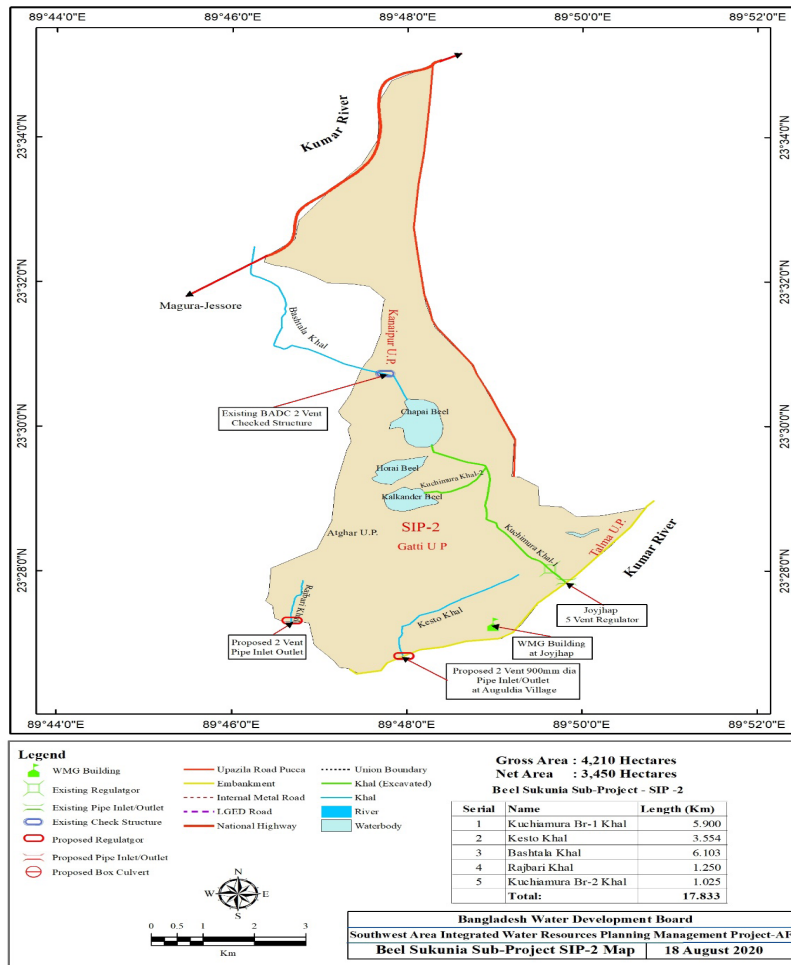 89°44'0"E
89°46'0"E
89°48'0"E
89°50'0"E
89°52'0"E
23°34'0"N
23°34'0"N
Kumar River
23°32'0"N
23°32'0"N
Magura-Jessore
Bashtala Khal
Kanaipur U.P.
Existing BADC 2 Vent
Checked Structure
23°30'0"N
23°30'0"N
Chapai Beel
Horai Beel
Kuchimura Khal-2
Kalkander Beel
SIP-2
Gatti U P
Atghar U.P.
Kuchimura Khal-1
Talma U.P.
Kumar River
23°28'0"N
23°28'0"N
Rajbari Khal
Kesto Khal
Joyjhap
5 Vent Regulator
Proposed 2 Vent
Pipe Inlet Outlet
WMG Building
at Joyjhap
Proposed 2 Vent 900mm dia
Pipe Inlet/Outlet
at Auguldia Village
89°44'0"E
89°46'0"E
89°48'0"E
89°50'0"E
89°52'0"E
Legend
WMG Building
Existing Regulatgor
Existing Pipe Inlet/Outlet
Existing Check Structure
Proposed Regulatgor
Proposed Pipe Inlet/Outlet
Proposed Box Culvert
Upazila Road Pucca
Embankment
Internal Metal Road
LGED Road
National Highway
Union Boundary
Khal (Excavated)
Khal
River
Waterbody
N
W
E
S
0 0.5 1 2 3
Km
Gross Area : 4,210 Hectares
Net Area : 3,450 Hectares
Beel Sukunia Sub-Project - SIP -2
Serial Name Length (Km)
1 Kuchiamura Br-1 Khal 5.900
2 Kesto Khal 3.554
3 Bashtala Khal 6.103
4 Rajbari Khal 1.250
5 Kuchiamura Br-2 Khal 1.025
Total: 17.833
Bangladesh Water Development Board
Southwest Area Integrated Water Resources Planning Management Project-AF
Beel Sukunia Sub-Project SIP-2 Map 18 August 2020